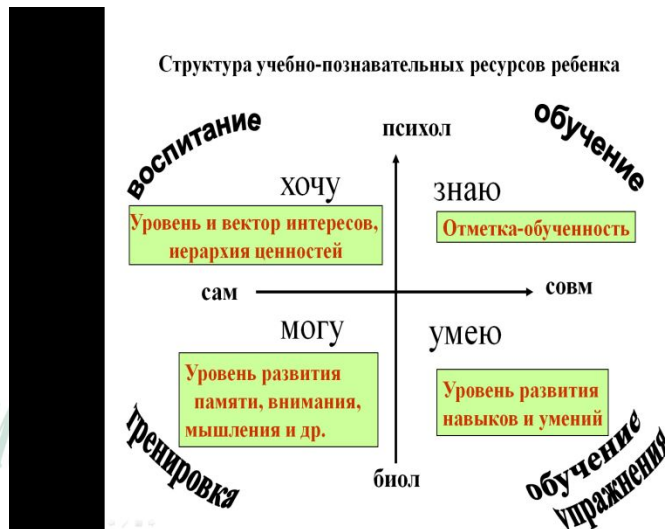 Структура учебно-познавательных ресурсов ребенка
воспитание
обучение
психол
хочу
знаю
Уровень и вектор интересов,
иерархия ценностей
Отметка-обученность
сам
совм
могу
умею
Уровень развития
памяти, внимания,
мышления и др.
Уровень развития
навыков и умений
тренировка
биол
обучение
упражнения